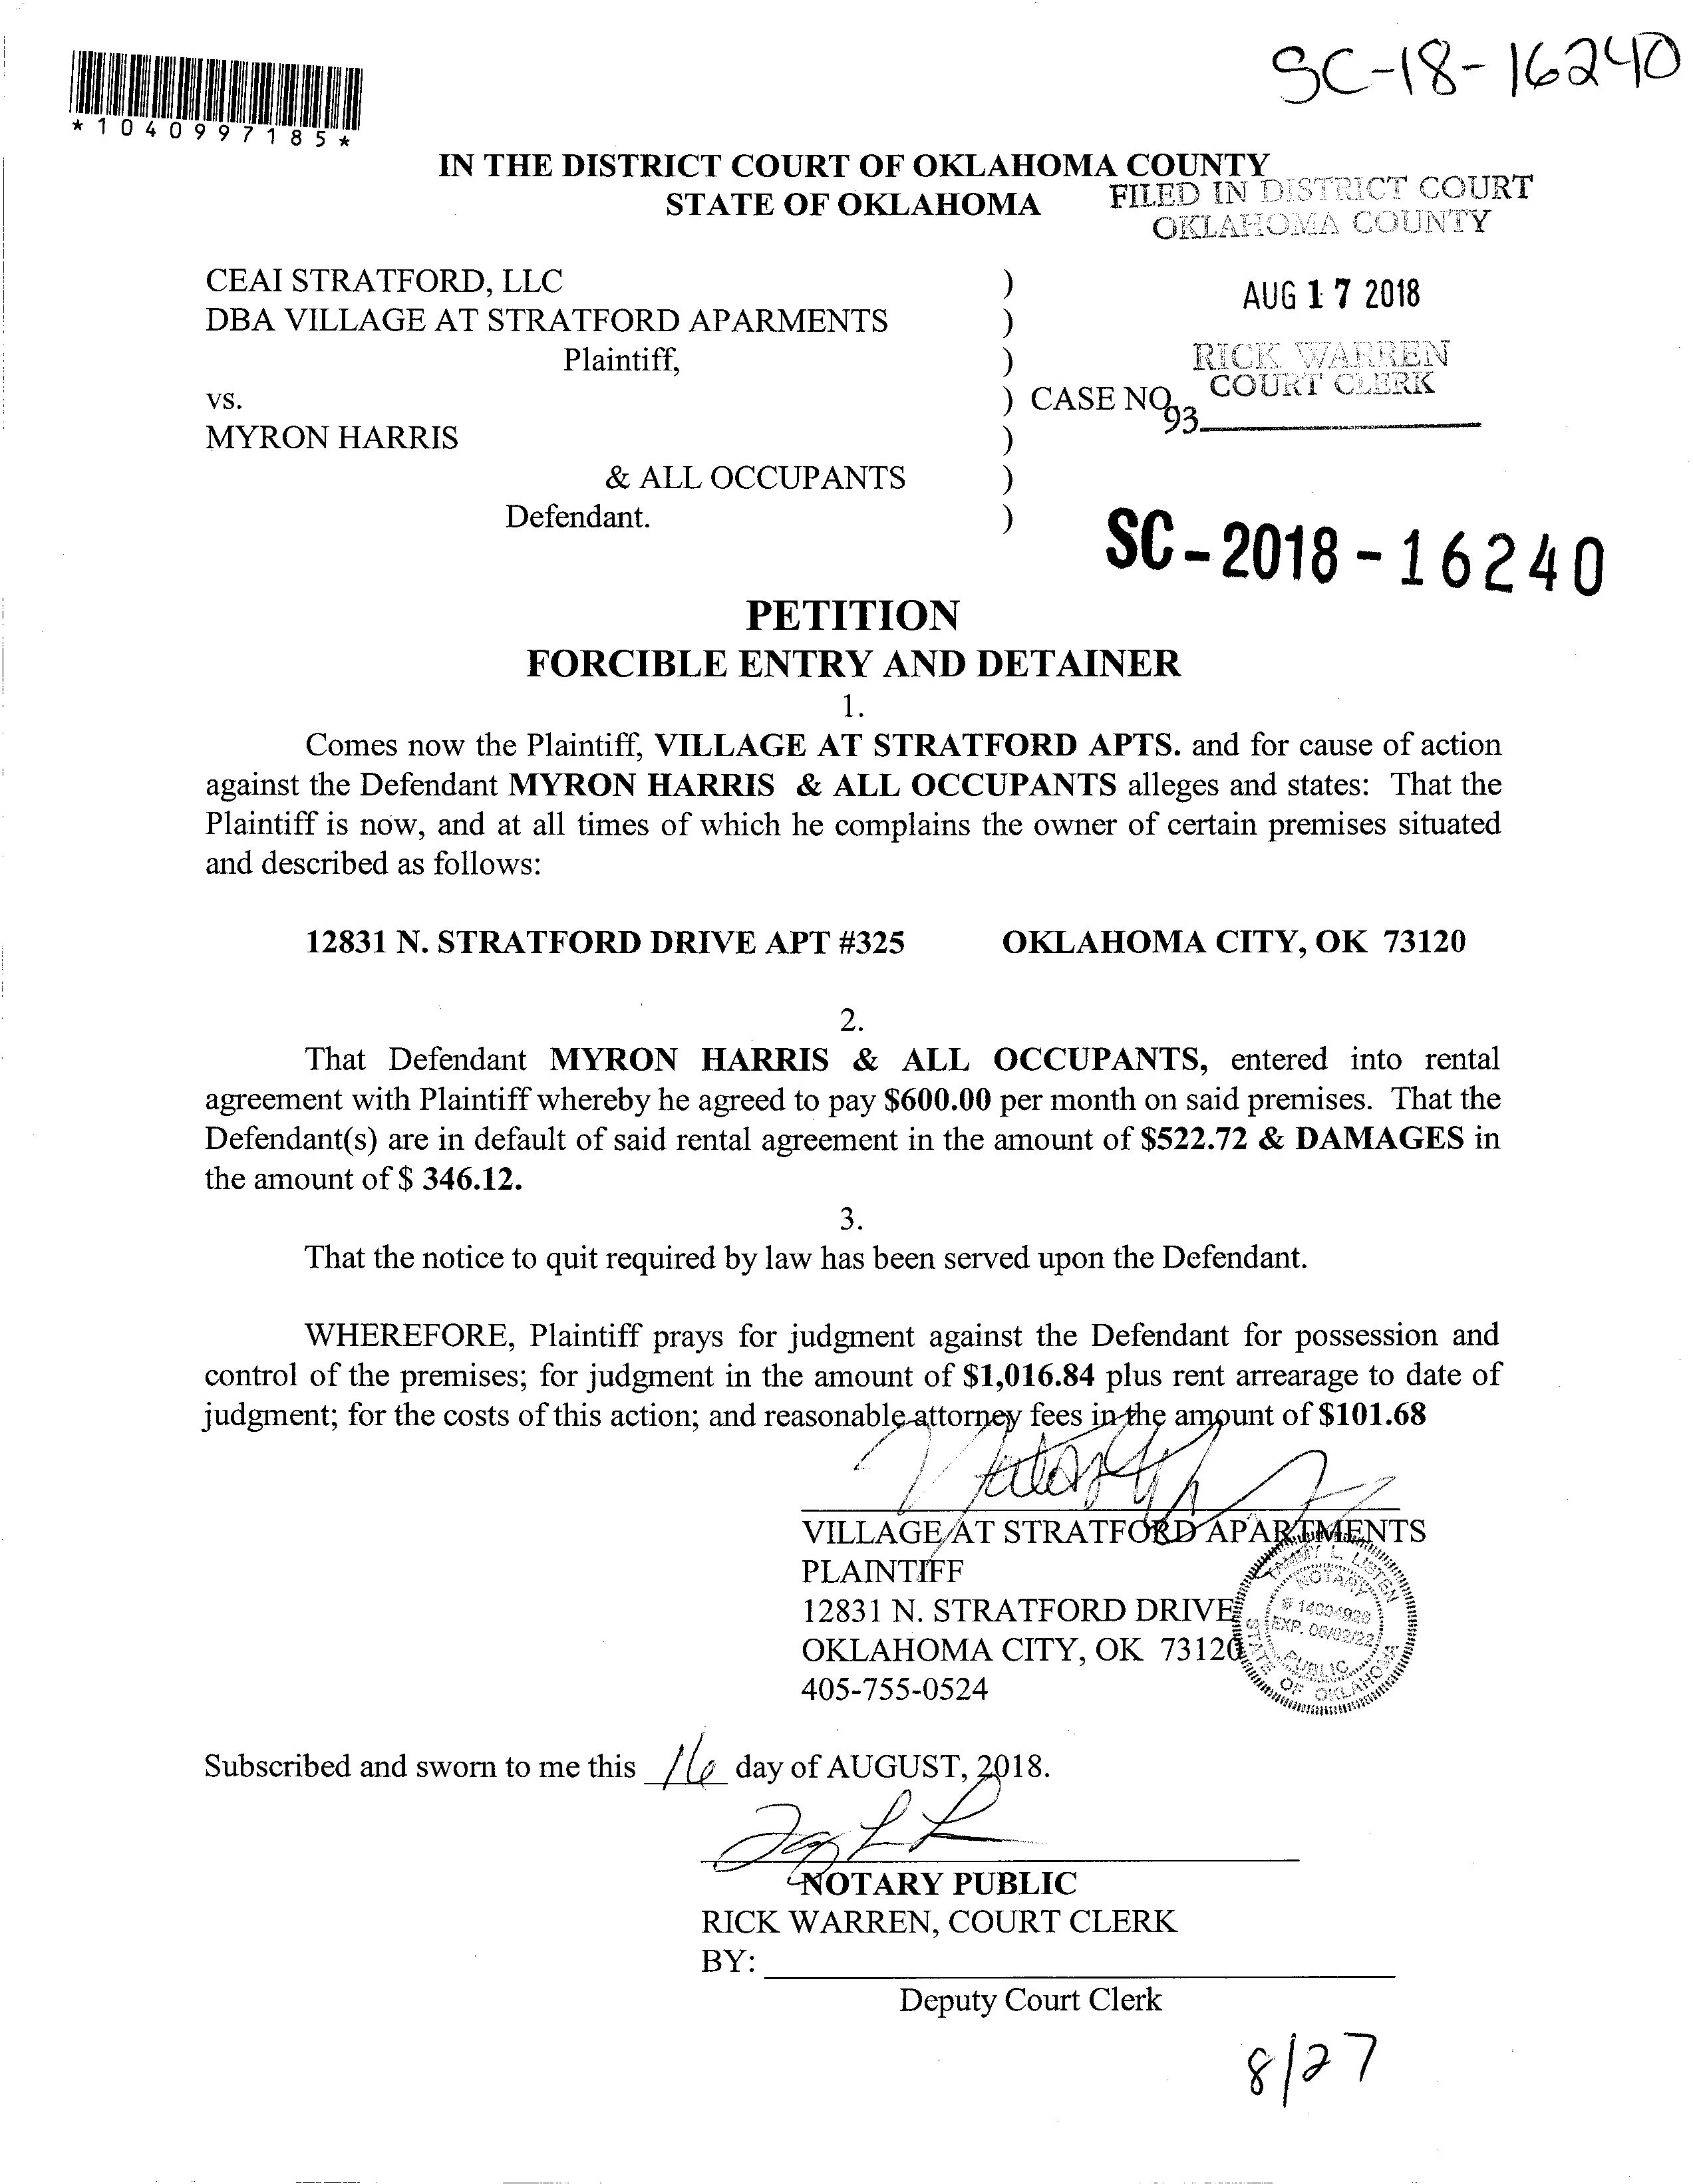 SC-18-16240
*1040997185*
IN THE DISTRICT COURT OF OKLAHOMA COUNTY
STATE OF OKLAHOMA
FILED IN DISTRICT COURT
OKLAHOMA COUNTY
CEAI STRATFORD, LLC )
DBA VILLAGE AT STRATFORD APARMENTS )
AUG 17 2018
Plaintiff, )
RICK WARREN
COURT CLERK
vs. ) CASE NO.
93
MYRON HARRIS )
& ALL OCCUPANTS )
Defendant. )
SC-2018-16240
PETITION
FORCIBLE ENTRY AND DETAINER
1.
Comes now the Plaintiff, VILLAGE AT STRATFORD APTS. and for cause of action
against the Defendant MYRON HARRIS & ALL OCCUPANTS alleges and states: That the
Plaintiff is now, and at all times of which he complains the owner of certain premises situated
and described as follows:
12831 N. STRATFORD DRIVE APT #325 OKLAHOMA CITY, OK 73120
2.
That Defendant MYRON HARRIS & ALL OCCUPANTS, entered into rental
agreement with Plaintiff whereby he agreed to pay $600.00 per month on said premises. That the
Defendant(s) are in default of said rental agreement in the amount of $522.72 & DAMAGES in
the amount of $ 346.12.
3.
That the notice to quit required by law has been served upon the Defendant.
WHEREFORE, Plaintiff prays for judgment against the Defendant for possession and
control of the premises; for judgment in the amount of $1,016.84 plus rent arrearage to date of
judgment; for the costs of this action; and reasonable attorney fees in the amount of $101.68
VILLAGE AT STRATFORD APARTMENTS
PLAINTIFF
12831 N. STRATFORD DRIVE
OKLAHOMA CITY, OK 73120
405-755-0524
L. LISTEN
NOTARY
# 14004926
EXP. 06/02/22
PUBLIC
STATE OF OKLAHOMA
Subscribed and sworn to me this 16 day of AUGUST, 2018.
NOTARY PUBLIC
RICK WARREN, COURT CLERK
BY:
Deputy Court Clerk
8/27